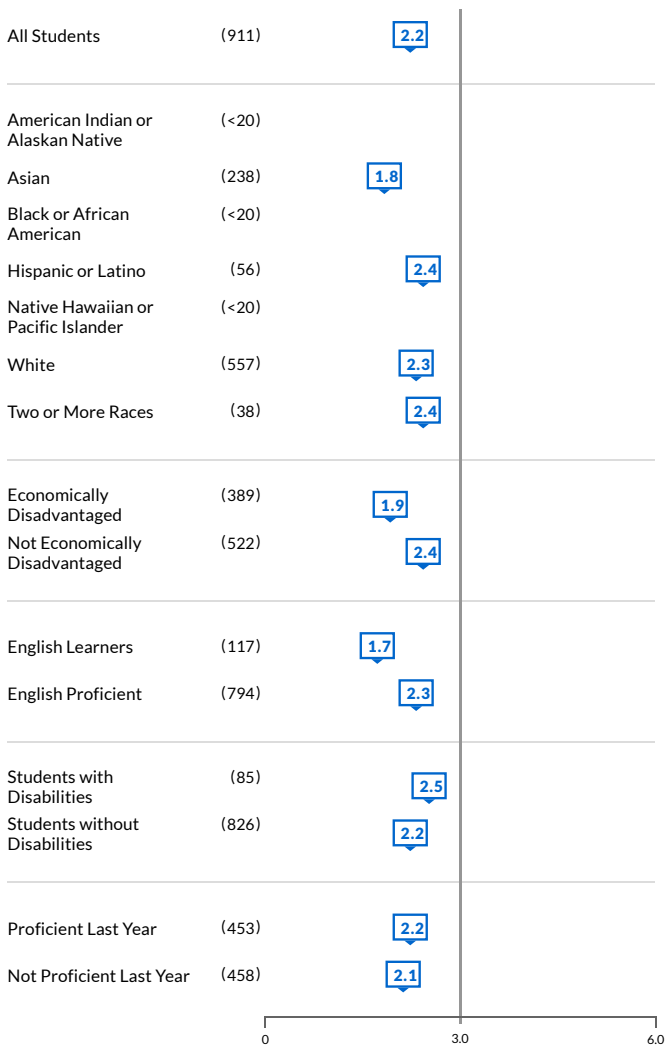 All Students (911) 2.2
American Indian or (<20)
Alaskan Native
Asian (238) 1.8
Black or African (<20)
American
Hispanic or Latino (56) 2.4
Native Hawaiian or (<20)
Pacific Islander
White (557) 2.3
Two or More Races (38) 2.4
Economically (389) 1.9
Disadvantaged
Not Economically (522) 2.4
Disadvantaged
English Learners (117) 1.7
English Proficient (794) 2.3
Students with (85) 2.5
Disabilities
Students without (826) 2.2
Disabilities
Proficient Last Year (453) 2.2
Not Proficient Last Year (458) 2.1
0 3.0 6.0